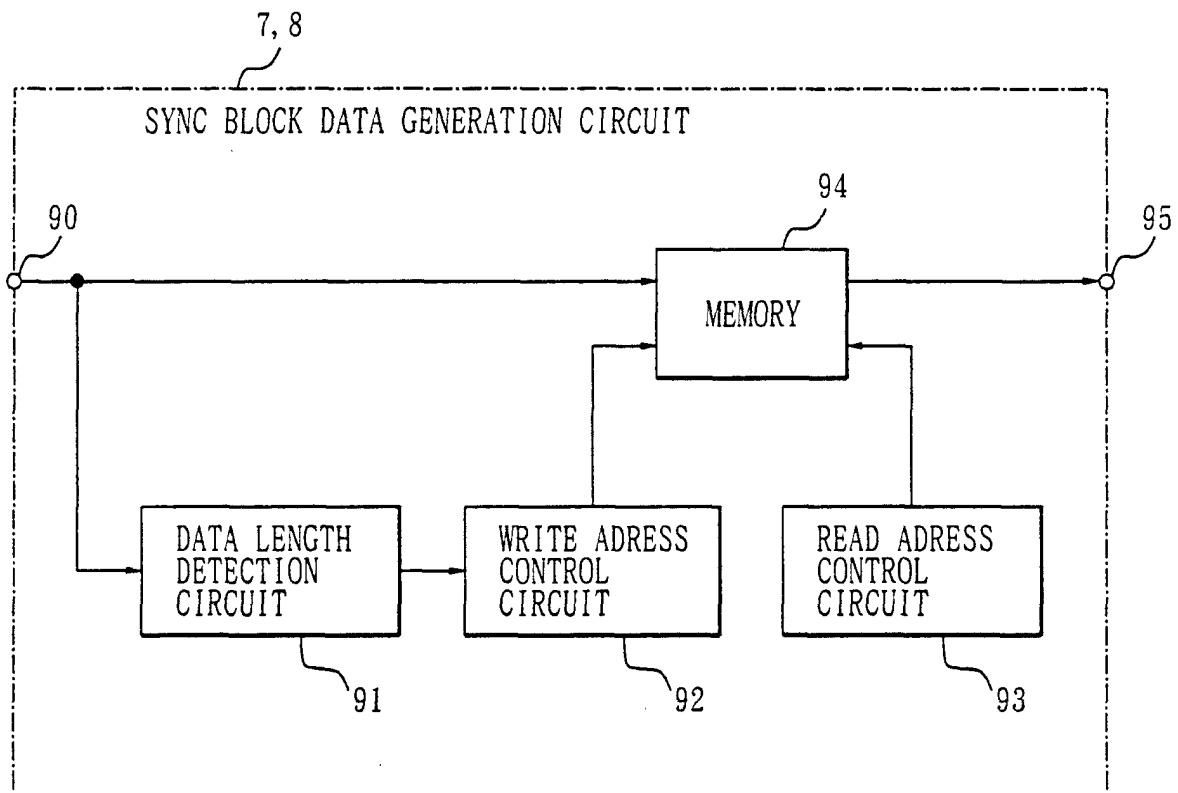 7, 8
SYNC BLOCK DATA GENERATION CIRCUIT
90
94
95
MEMORY
DATA LENGTH
DETECTION
CIRCUIT
WRITE ADRESS
CONTROL
CIRCUIT
READ ADRESS
CONTROL
CIRCUIT
91
92
93